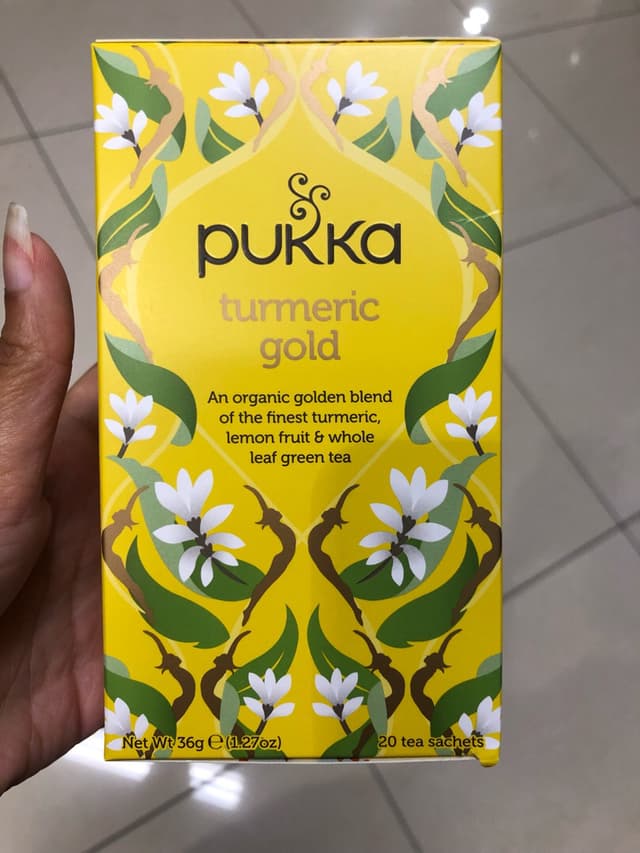 pukka
turmeric
gold
An organic golden blend
of the finest turmeric,
lemon fruit & whole
leaf green tea
Net Wt 36g ℮ (1.27oz)
20 tea sachets